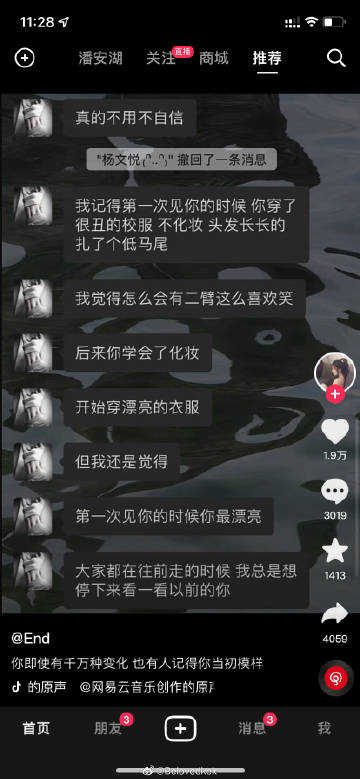 11:28
潘安湖
关注
直播
商城
推荐
真的不用不自信
撤回了一条消息
我记得第一次见你的时候 你穿了
很丑的校服 不化妆 头发长长的
扎了个低马尾
我觉得怎么会有二臂这么喜欢笑
后来你学会了化妆
开始穿漂亮的衣服
但我还是觉得
第一次见你的时候你最漂亮
大家都在往前走的时候 我总是想
停下来看一看以前的你
1.9万
3019
1413
4059
@End
你即使有千万种变化 也有人记得你当初模样
的原声 @网易云音乐创作的原声
首页
朋友
3
消息
3
我
@Belovedkok